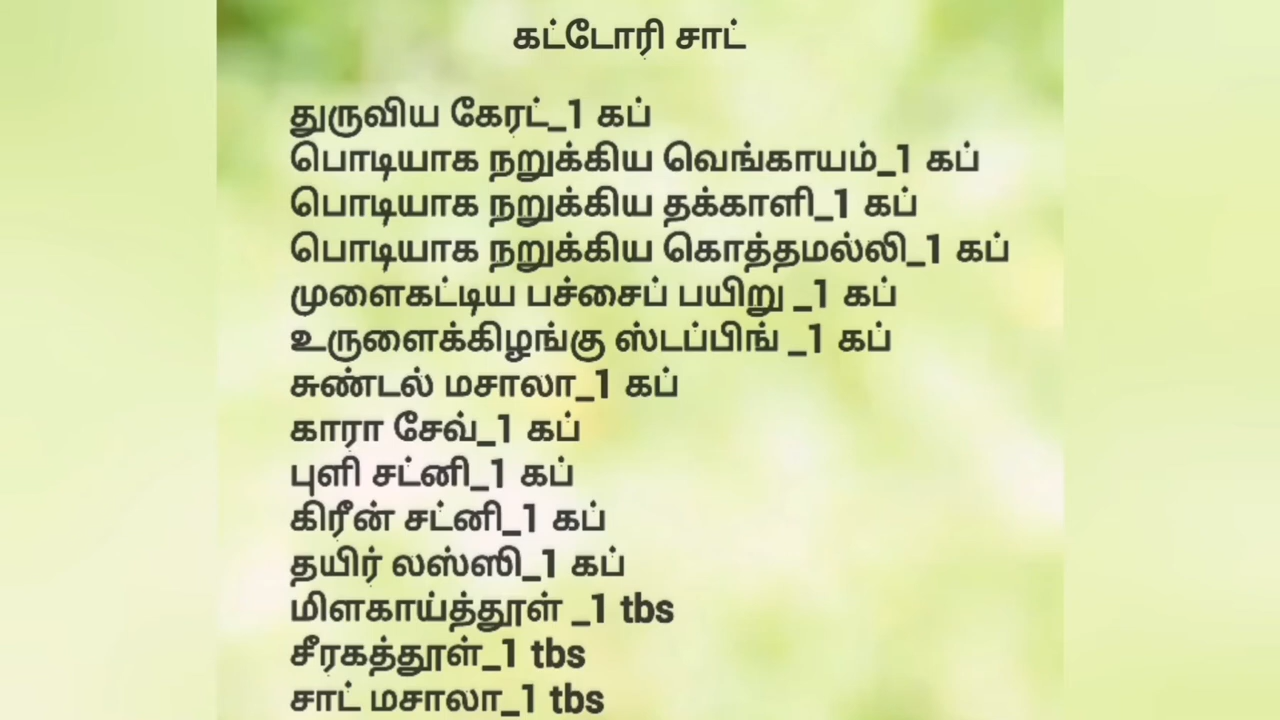 கட்டோரி சாட்
துருவிய கேரட்_1 கப்
பொடியாக நறுக்கிய வெங்காயம்_1 கப்
பொடியாக நறுக்கிய தக்காளி_1 கப்
பொடியாக நறுக்கிய கொத்தமல்லி_1 கப்
முளைகட்டிய பச்சைப் பயிறு _1 கப்
உருளைக்கிழங்கு ஸ்டப்பிங் _1 கப்
சுண்டல் மசாலா_1 கப்
காரா சேவ்_1 கப்
புளி சட்னி_1 கப்
கிரீன் சட்னி_1 கப்
தயிர் லஸ்ஸி_1 கப்
மிளகாய்த்தூள் _1 tbs
சீரகத்தூள்_1 tbs
சாட் மசாலா_1 tbs